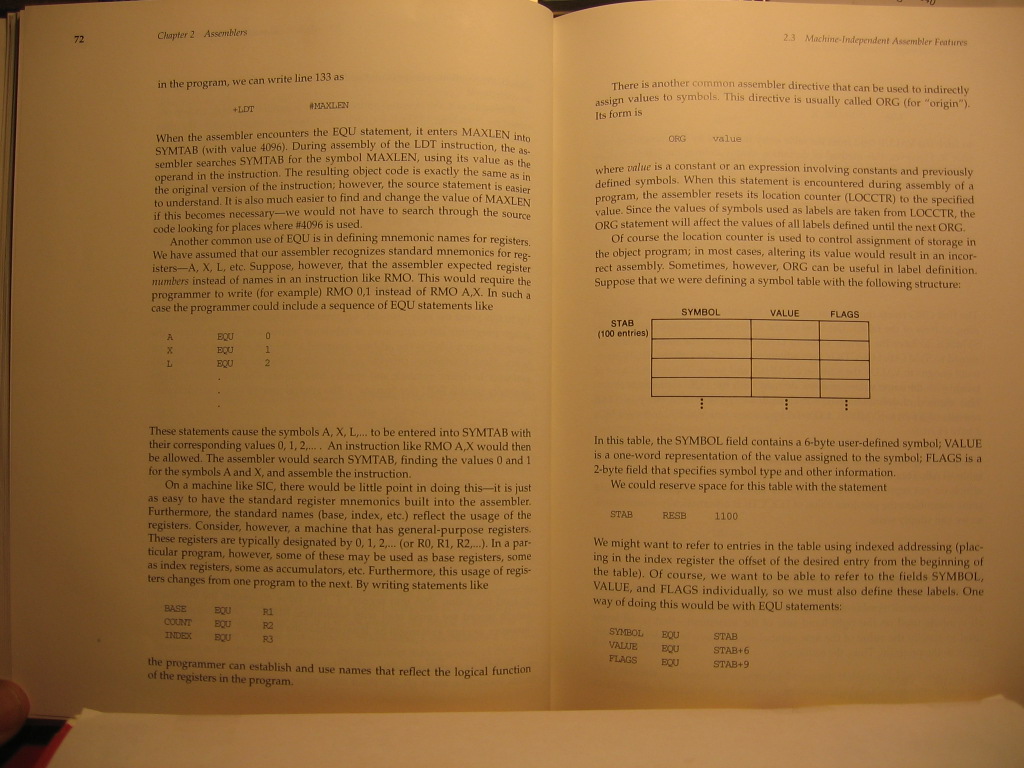 72
Chapter 2 Assemblers
in the program, we can write line 133 as
+LDT #MAXLEN
When the assembler encounters the EQU statement, it enters MAXLEN into
SYMTAB (with value 4096). During assembly of the LDT instruction, the as-
sembler searches SYMTAB for the symbol MAXLEN, using its value as the
operand in the instruction. The resulting object code is exactly the same as in
the original version of the instruction; however, the source statement is easier
to understand. It is also much easier to find and change the value of MAXLEN
if this becomes necessary—we would not have to search through the source
code looking for places where #4096 is used.
Another common use of EQU is in defining mnemonic names for registers.
We have assumed that our assembler recognizes standard mnemonics for reg-
isters—A, X, L, etc. Suppose, however, that the assembler expected register
numbers instead of names in an instruction like RMO. This would require the
programmer to write (for example) RMO 0,1 instead of RMO A,X. In such a
case the programmer could include a sequence of EQU statements like
A EQU 0
X EQU 1
L EQU 2
.
.
.
These statements cause the symbols A, X, L,... to be entered into SYMTAB with
their corresponding values 0, 1, 2,... . An instruction like RMO A,X would then
be allowed. The assembler would search SYMTAB, finding the values 0 and 1
for the symbols A and X, and assemble the instruction.
On a machine like SIC, there would be little point in doing this—it is just
as easy to have the standard register mnemonics built into the assembler.
Furthermore, the standard names (base, index, etc.) reflect the usage of the
registers. Consider, however, a machine that has general-purpose registers.
These registers are typically designated by 0, 1, 2,... (or R0, R1, R2,...). In a par-
ticular program, however, some of these may be used as base registers, some
as index registers, some as accumulators, etc. Furthermore, this usage of regis-
ters changes from one program to the next. By writing statements like
BASE EQU R1
COUNT EQU R2
INDEX EQU R3
the programmer can establish and use names that reflect the logical function
of the registers in the program.
2.3 Machine-Independent Assembler Features
There is another common assembler directive that can be used to indirectly
assign values to symbols. This directive is usually called ORG (for "origin").
Its form is
ORG value
where value is a constant or an expression involving constants and previously
defined symbols. When this statement is encountered during assembly of a
program, the assembler resets its location counter (LOCCTR) to the specified
value. Since the values of symbols used as labels are taken from LOCCTR, the
ORG statement will affect the values of all labels defined until the next ORG.
Of course the location counter is used to control assignment of storage in
the object program; in most cases, altering its value would result in an incor-
rect assembly. Sometimes, however, ORG can be useful in label definition.
Suppose that we were defining a symbol table with the following structure:
SYMBOL VALUE FLAGS
STAB
(100 entries)
In this table, the SYMBOL field contains a 6-byte user-defined symbol; VALUE
is a one-word representation of the value assigned to the symbol; FLAGS is a
2-byte field that specifies symbol type and other information.
We could reserve space for this table with the statement
STAB RESB 1100
We might want to refer to entries in the table using indexed addressing (plac-
ing in the index register the offset of the desired entry from the beginning of
the table). Of course, we want to be able to refer to the fields SYMBOL,
VALUE, and FLAGS individually, so we must also define these labels. One
way of doing this would be with EQU statements:
SYMBOL EQU STAB
VALUE EQU STAB+6
FLAGS EQU STAB+9